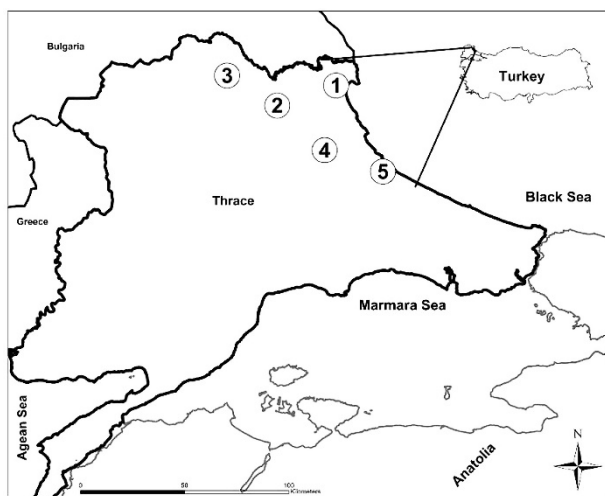 Bulgaria
Turkey
3
1
2
4
5
Thrace
Black Sea
Greece
Marmara Sea
Agean Sea
Anatolia
N
0 50 100
Kilometers